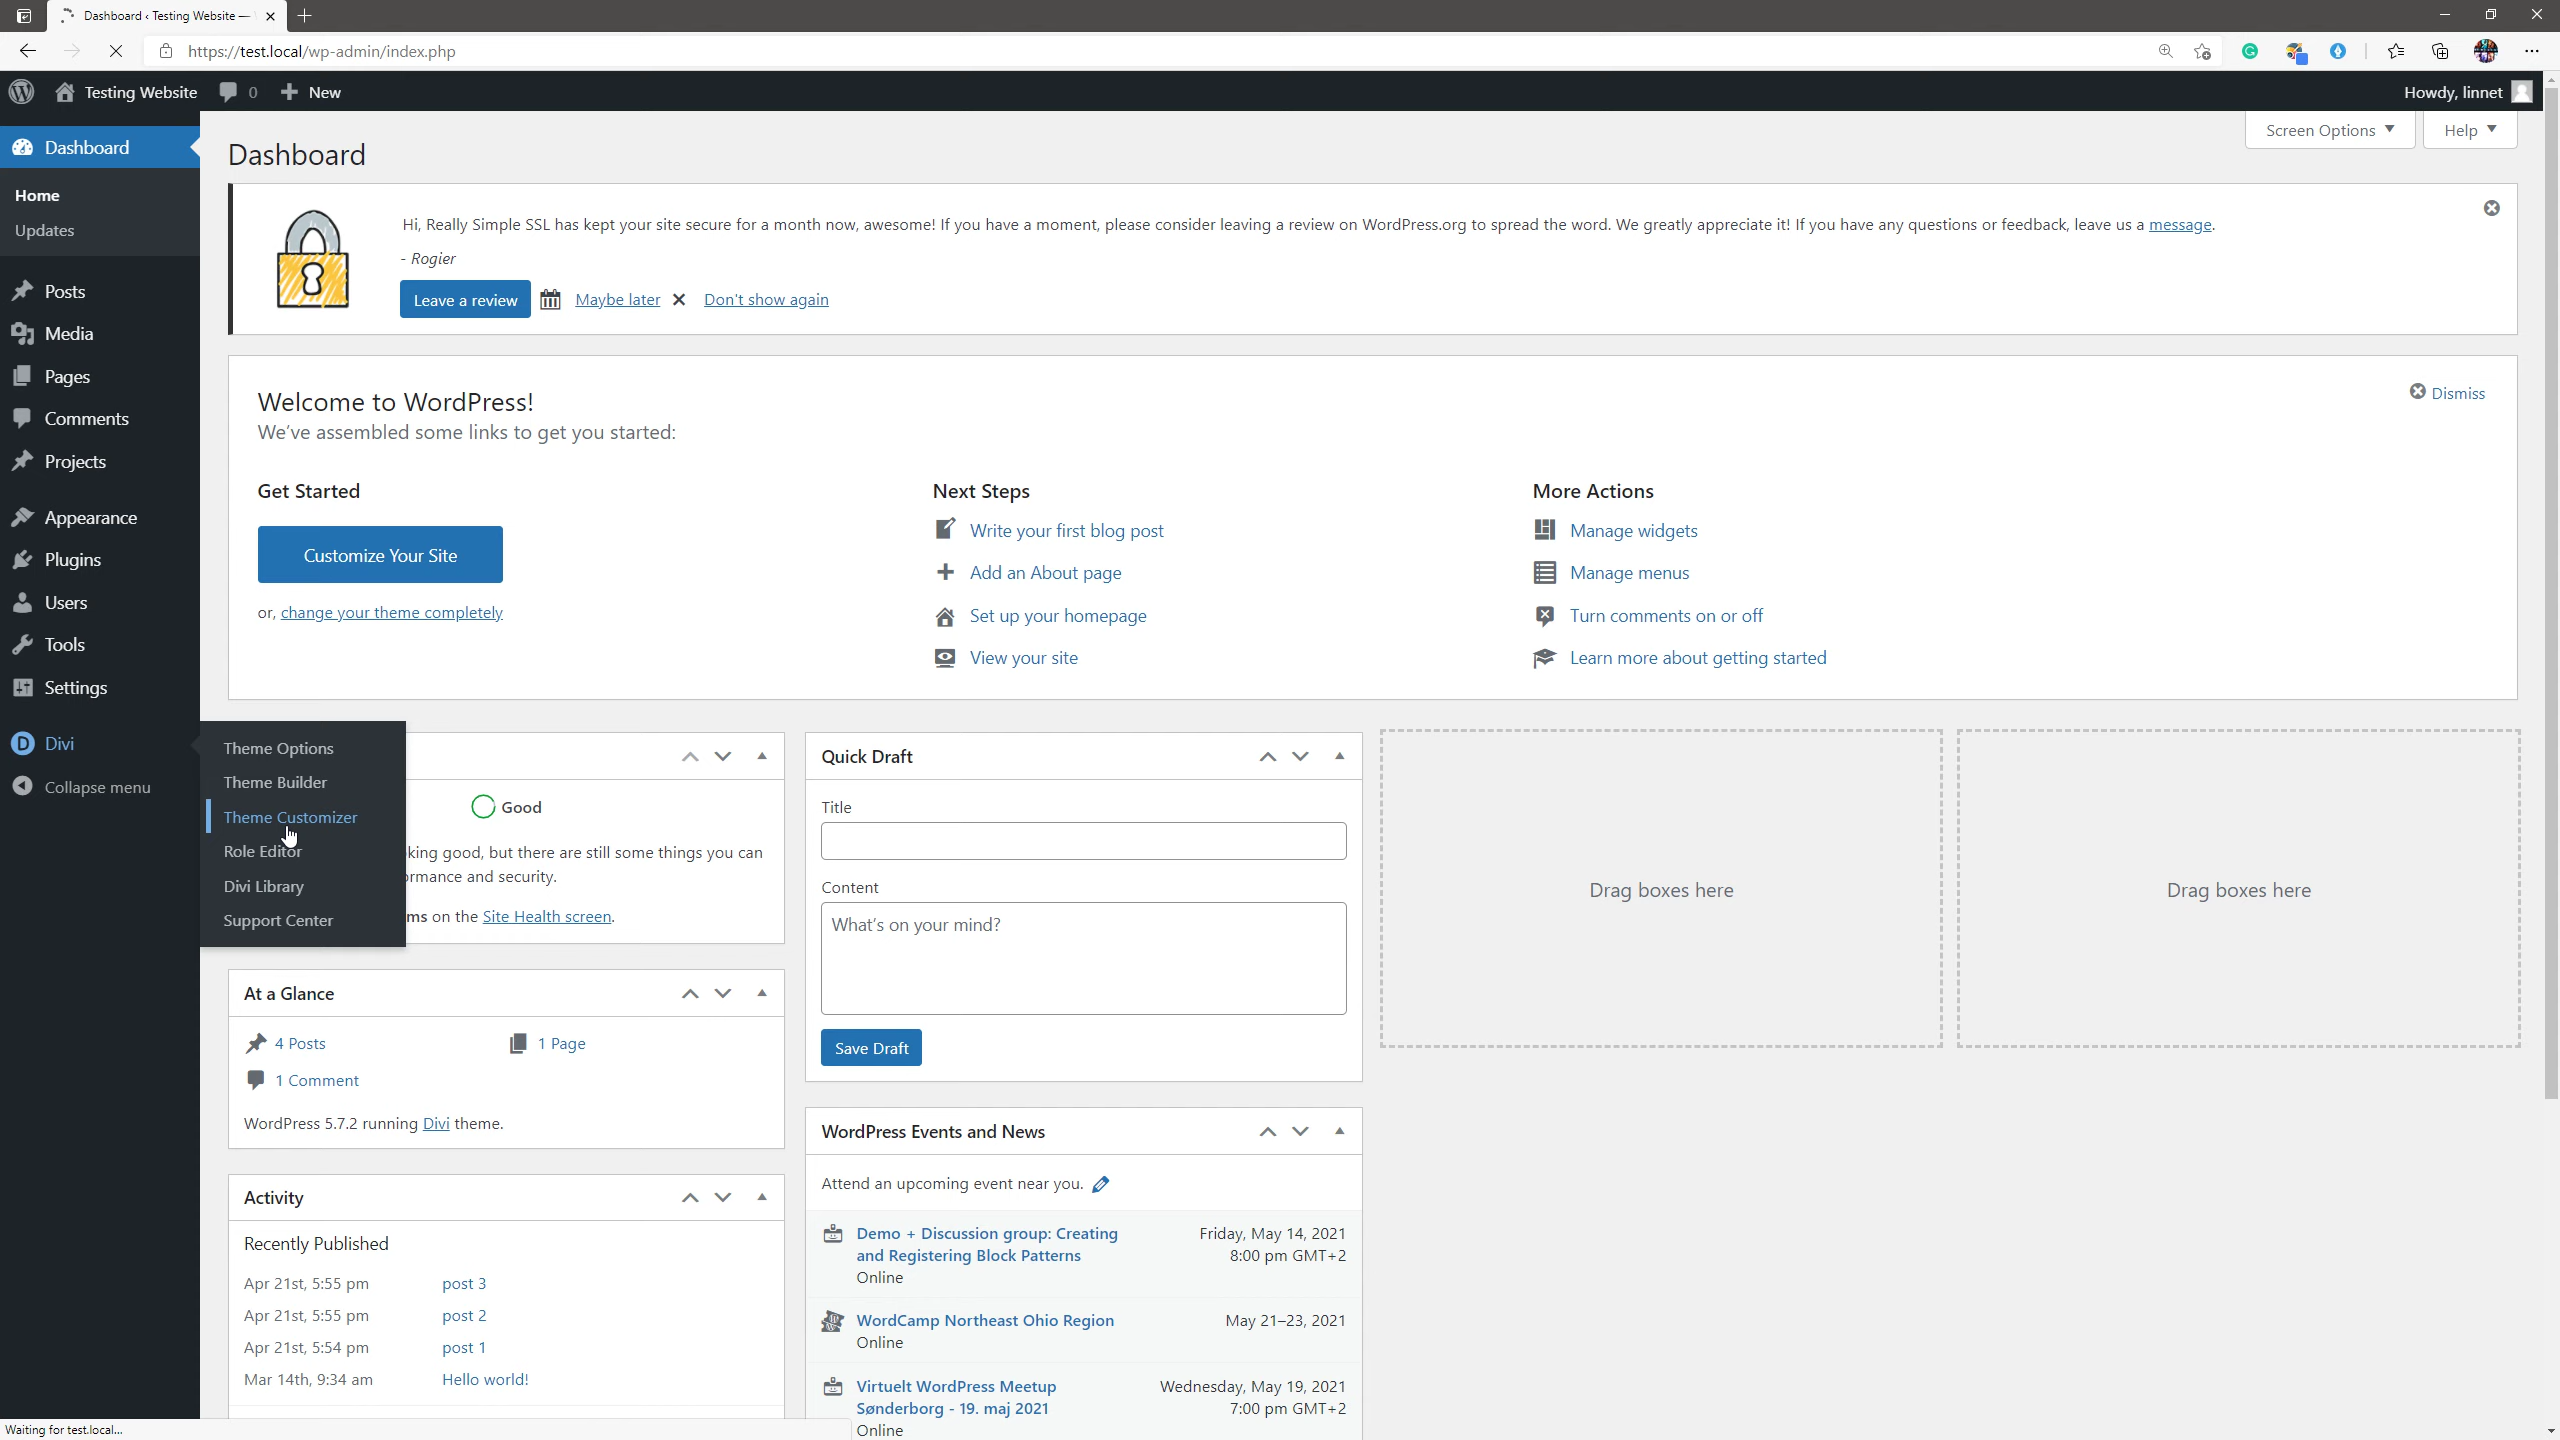 Dashboard ‹ Testing Website —
https://test.local/wp-admin/index.php
Testing Website
0
New
Howdy, linnet
Dashboard
Home
Updates
Posts
Media
Pages
Comments
Projects
Appearance
Plugins
Users
Tools
Settings
Divi
Collapse menu
Theme Options
Theme Builder
Theme Customizer
Role Editor
Divi Library
Support Center
Screen Options
Help
Dashboard
Hi, Really Simple SSL has kept your site secure for a month now, awesome! If you have a moment, please consider leaving a review on WordPress.org to spread the word. We greatly appreciate it! If you have any questions or feedback, leave us a message.
- Rogier
Leave a review
Maybe later
Don't show again
Welcome to WordPress!
Dismiss
We've assembled some links to get you started:
Get Started
Customize Your Site
or, change your theme completely
Next Steps
Write your first blog post
Add an About page
Set up your homepage
View your site
More Actions
Manage widgets
Manage menus
Turn comments on or off
Learn more about getting started
Good
king good, but there are still some things you can
rmance and security.
ms on the Site Health screen.
At a Glance
4 Posts
1 Page
1 Comment
WordPress 5.7.2 running Divi theme.
Activity
Recently Published
Apr 21st, 5:55 pm post 3
Apr 21st, 5:55 pm post 2
Apr 21st, 5:54 pm post 1
Mar 14th, 9:34 am Hello world!
Quick Draft
Title
Content
What's on your mind?
Save Draft
WordPress Events and News
Attend an upcoming event near you.
Demo + Discussion group: Creating Friday, May 14, 2021
and Registering Block Patterns 8:00 pm GMT+2
Online
WordCamp Northeast Ohio Region May 21–23, 2021
Online
Virtuelt WordPress Meetup Wednesday, May 19, 2021
Sønderborg - 19. maj 2021 7:00 pm GMT+2
Online
Drag boxes here
Drag boxes here
Waiting for test.local...